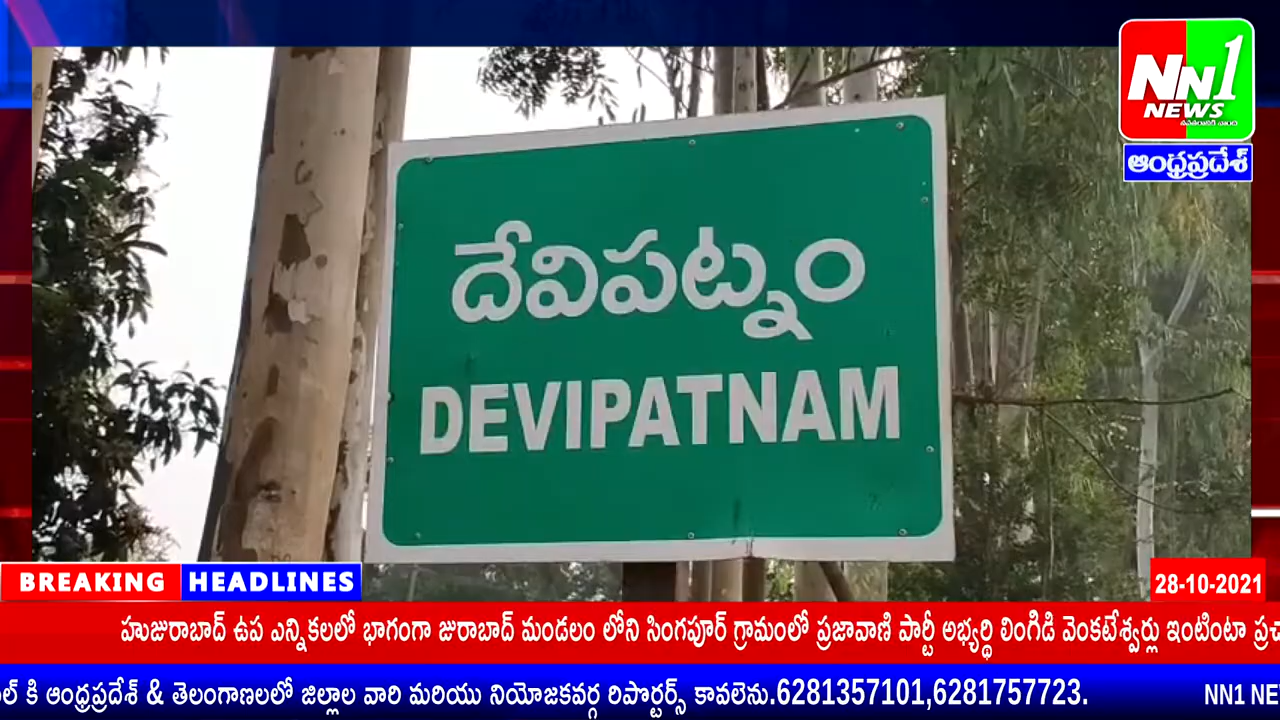 NN1
NEWS
ఆంధ్రప్రదేశ్
దేవిపట్నం
DEVIPATNAM
BREAKING HEADLINES
28-10-2021
హుజురాబాద్ ఉప ఎన్నికలలో భాగంగా జురాబాద్ మండలం లోని సింగపూర్ గ్రామంలో ప్రజావాణి పార్టీ అభ్యర్థి లింగిడి వెంకటేశ్వర్లు ఇంటింటా
కి ఆంధ్రప్రదేశ్ & తెలంగాణలలో జిల్లాల వారి మరియు నియోజకవర్గ రిపొర్టర్స్ కావలెను.6281357101,6281757723. NN1